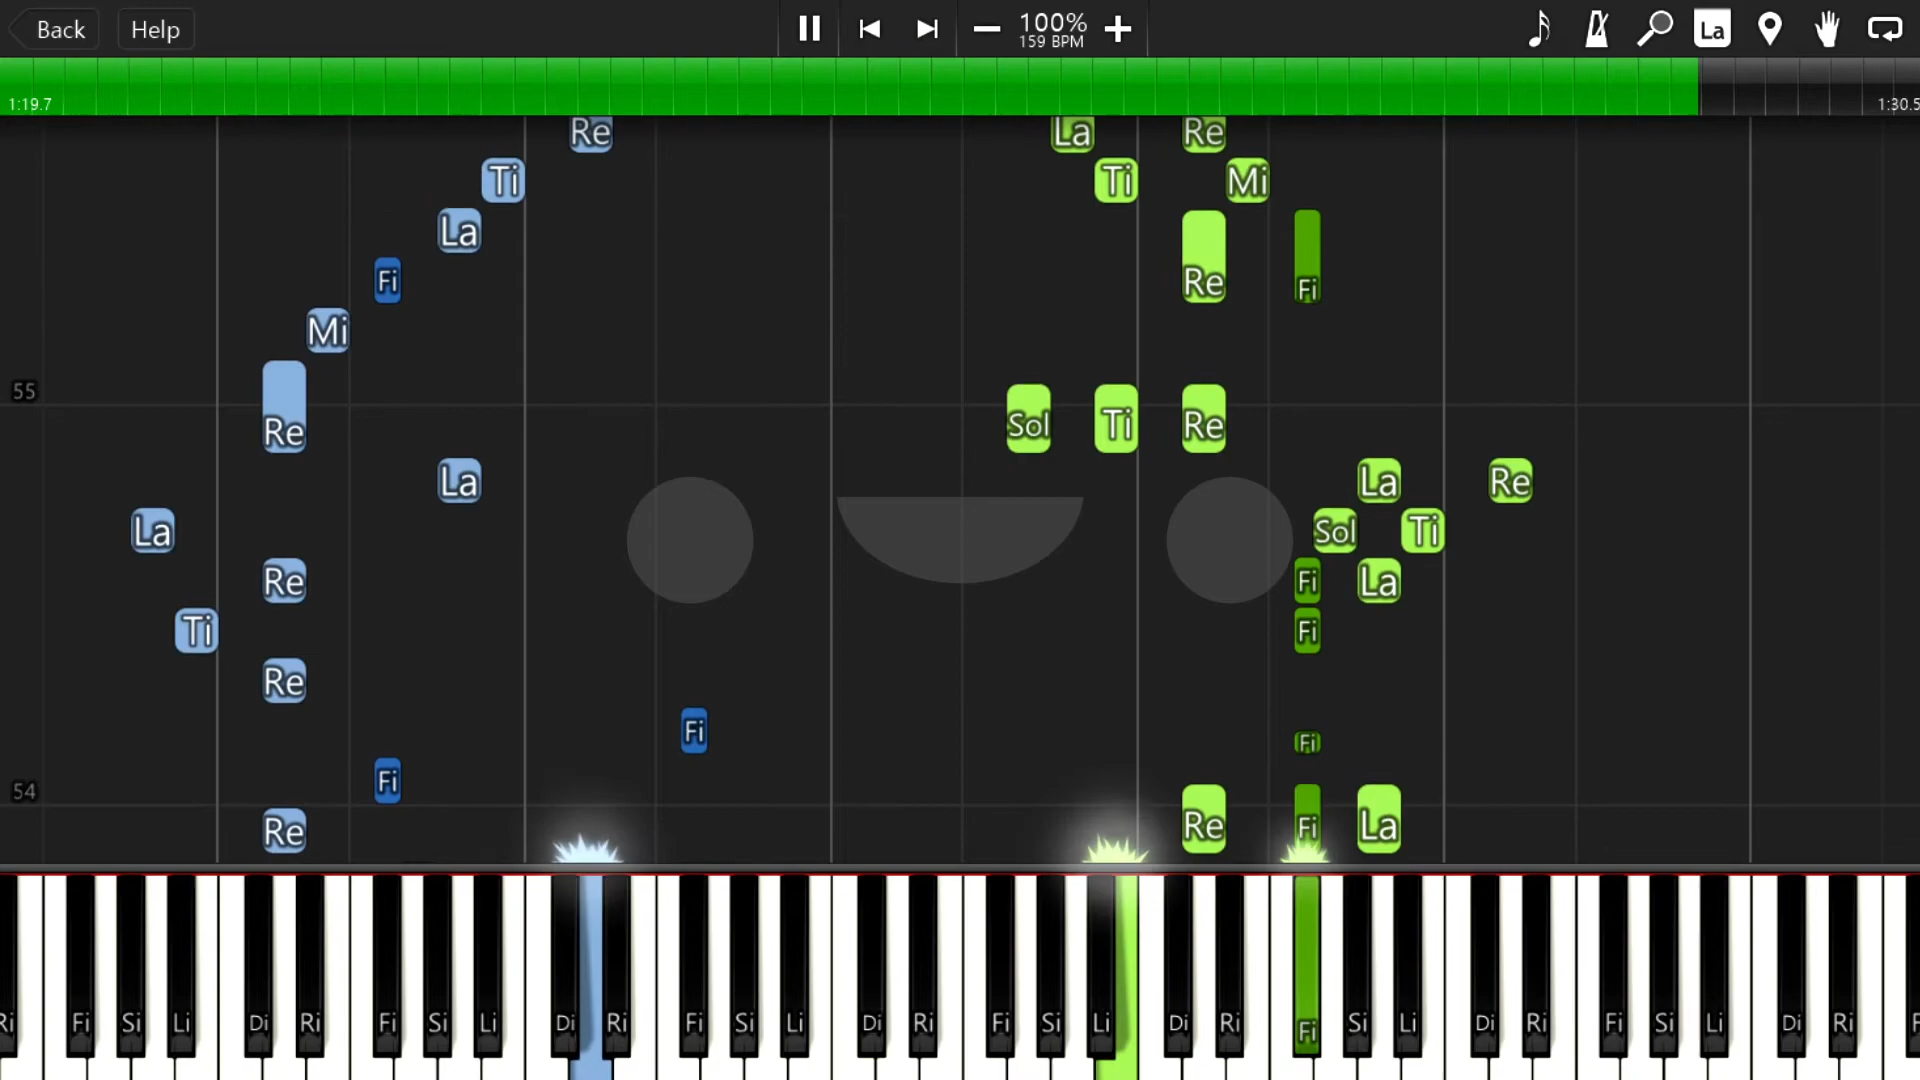 Back Help 100% La
159 BPM
1:19.7 1:30.5
Re La Re
Ti Ti Mi
La
Fi Re Fi
Mi
55
Re Sol Ti Re
La La Re
La Sol Ti
Re Fi La
Ti Fi
Re
Fi Fi
Fi
54
Re Re Fi La
Ri Fi Si Li Di Ri Fi Si Li Di Ri Fi Si Li Di Ri Fi Si Li Di Ri Fi Si Li Di Ri Fi Si Li Di Ri F